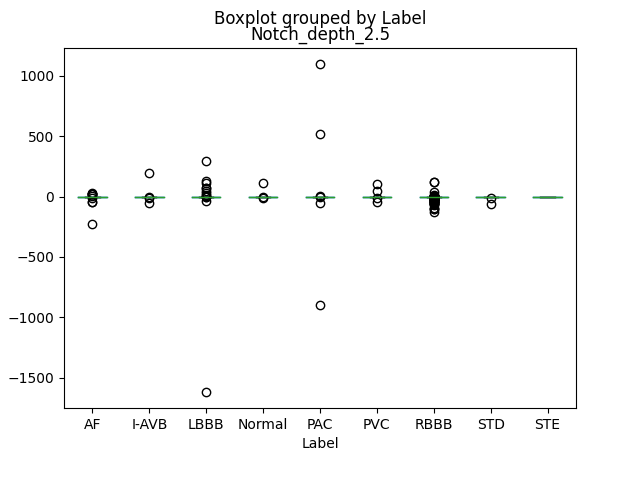 Boxplot grouped by Label
Notch_depth_2.5
1000
500
0
−500
−1000
−1500
AF I-AVB LBBB Normal PAC PVC RBBB STD STE
Label